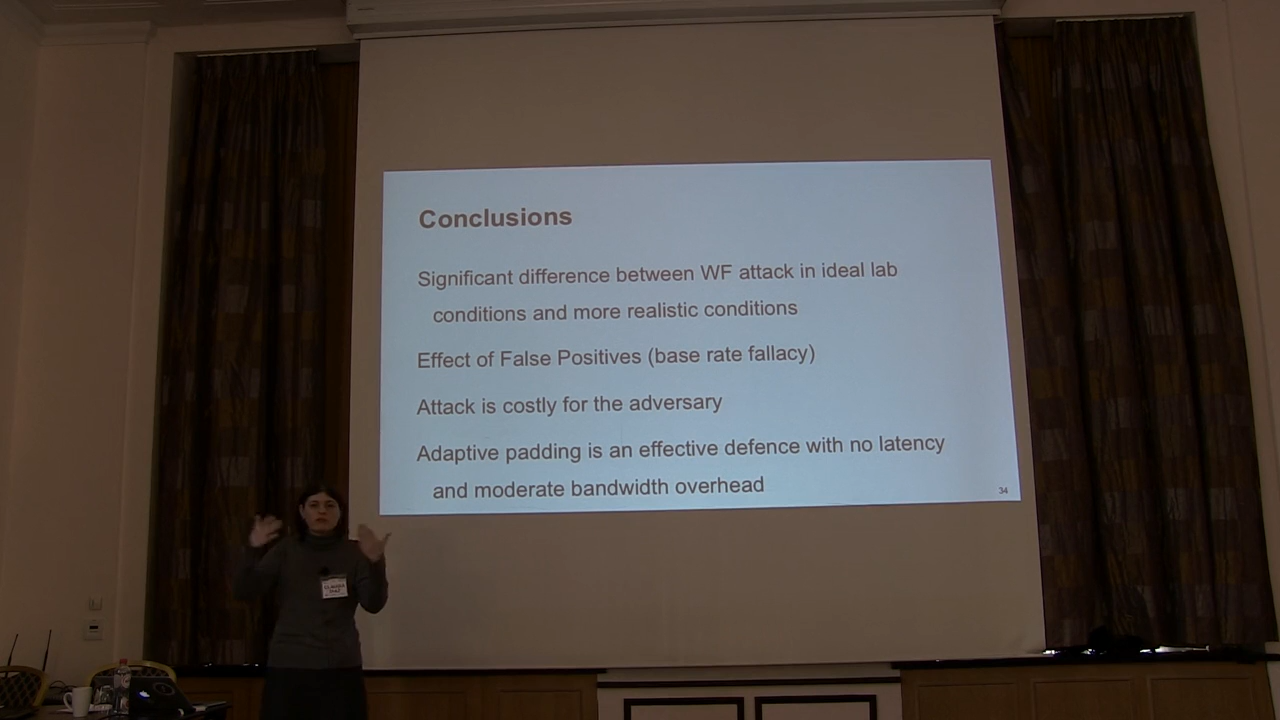 Conclusions
Significant difference between WF attack in ideal lab
conditions and more realistic conditions
Effect of False Positives (base rate fallacy)
Attack is costly for the adversary
Adaptive padding is an effective defence with no latency
and moderate bandwidth overhead
34